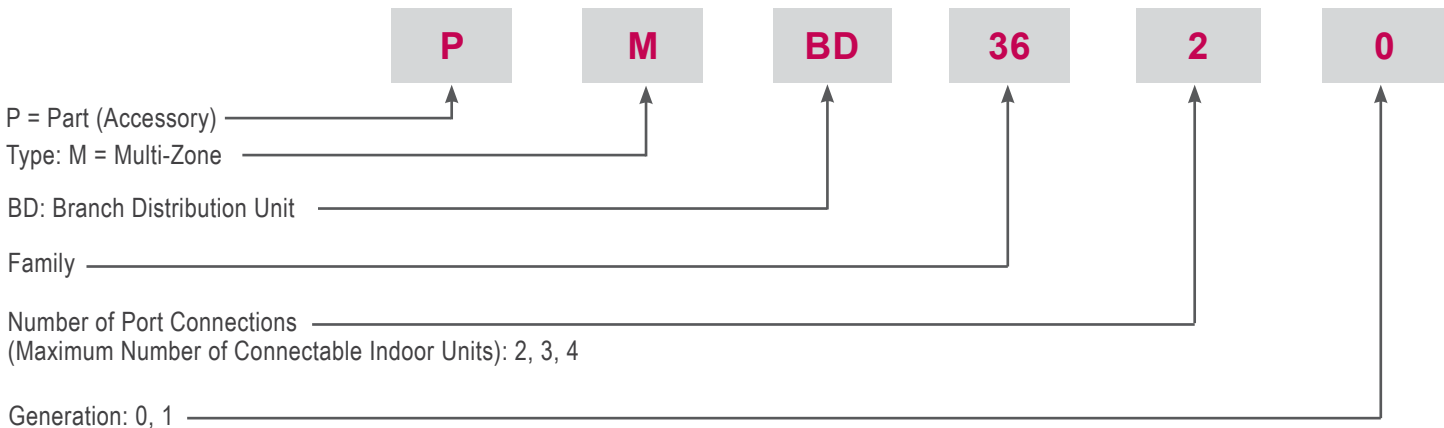 P M BD 36 2 0
P = Part (Accessory)
Type: M = Multi-Zone
BD: Branch Distribution Unit
Family
Number of Port Connections
(Maximum Number of Connectable Indoor Units): 2, 3, 4
Generation: 0, 1